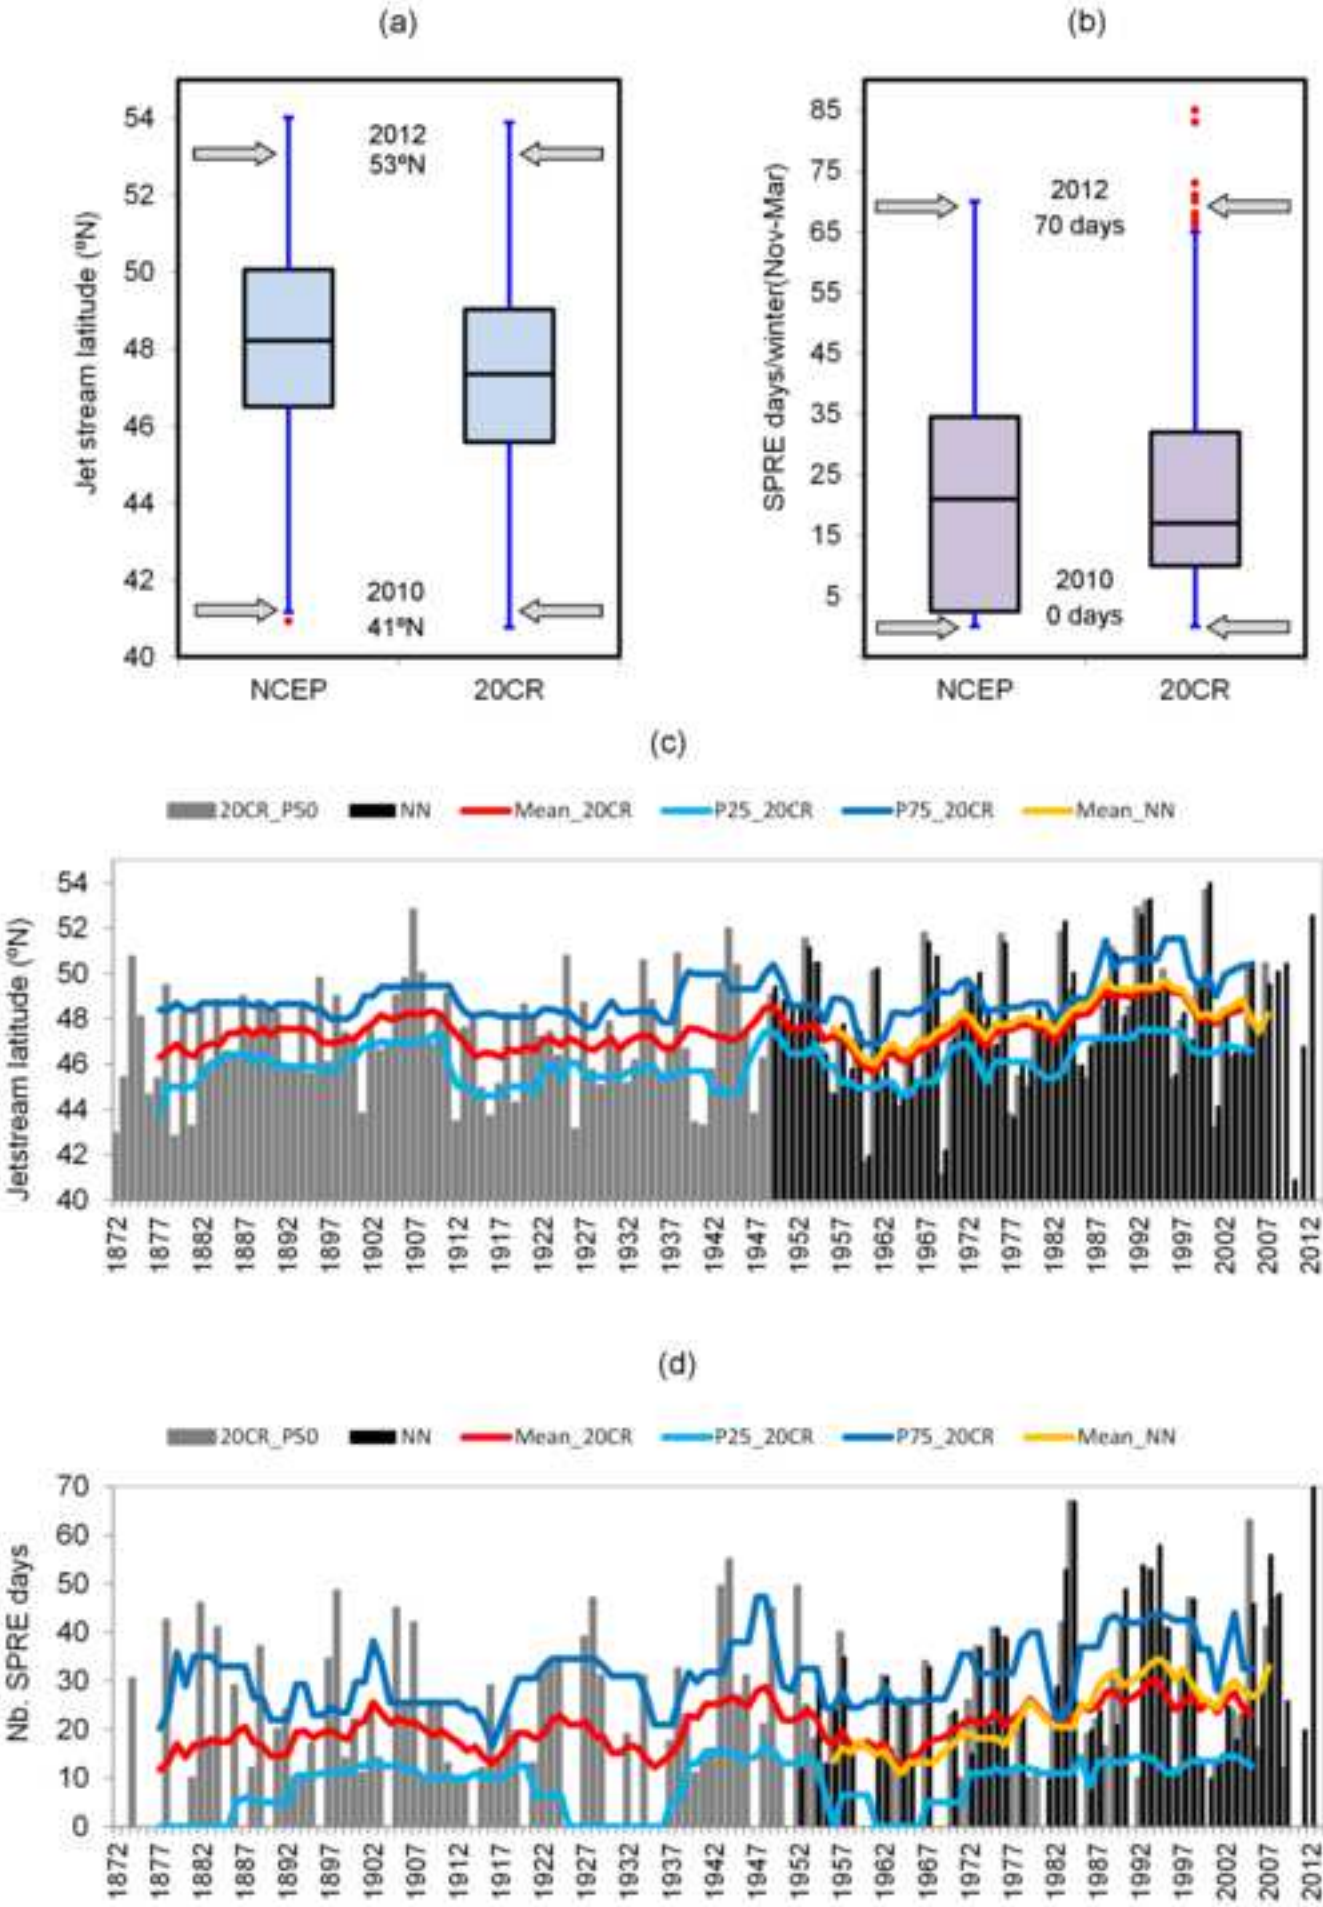 (a)
Jet stream latitude (ºN)
54
52
50
48
46
44
42
40
2012
53ºN
2010
41ºN
NCEP 20CR
(b)
SPRE days/winter(Nov-Mar)
85
75
65
55
45
35
25
15
5
2012
70 days
2010
0 days
NCEP 20CR
(c)
20CR_P50 NN Mean_20CR P25_20CR P75_20CR Mean_NN
Jetstream latitude (ºN)
54
52
50
48
46
44
42
40
1872 1877 1882 1887 1892 1897 1902 1907 1912 1917 1922 1927 1932 1937 1942 1947 1952 1957 1962 1967 1972 1977 1982 1987 1992 1997 2002 2007 2012
(d)
20CR_P50 NN Mean_20CR P25_20CR P75_20CR Mean_NN
Nb. SPRE days
70
60
50
40
30
20
10
0
1872 1877 1882 1887 1892 1897 1902 1907 1912 1917 1922 1927 1932 1937 1942 1947 1952 1957 1962 1967 1972 1977 1982 1987 1992 1997 2002 2007 2012